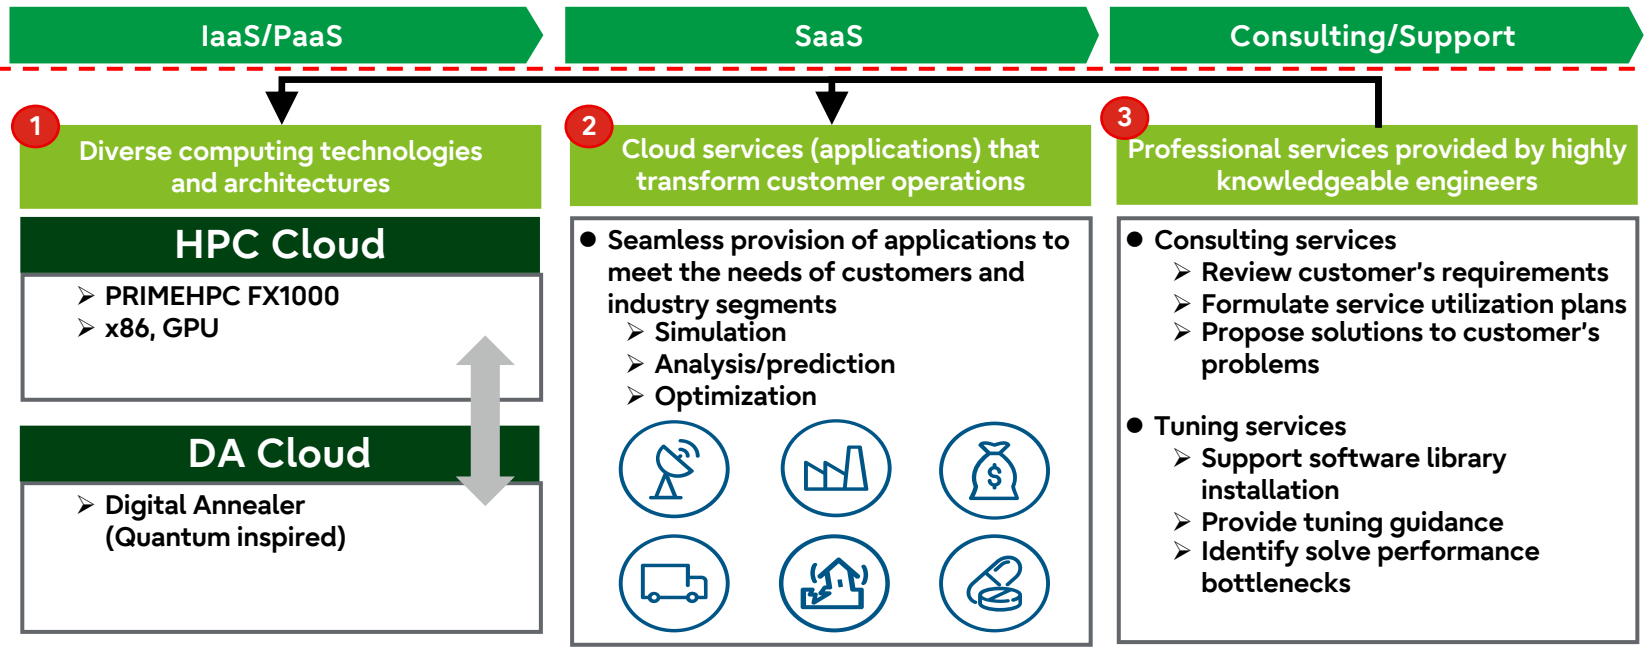 IaaS/PaaS
SaaS
Consulting/Support
1
Diverse computing technologies
and architectures
HPC Cloud
➢ PRIMEHPC FX1000
➢ x86, GPU
DA Cloud
➢ Digital Annealer
(Quantum inspired)
2
Cloud services (applications) that
transform customer operations
● Seamless provision of applications to
meet the needs of customers and
industry segments
➢ Simulation
➢ Analysis/prediction
➢ Optimization
$
3
Professional services provided by highly
knowledgeable engineers
● Consulting services
➢ Review customer's requirements
➢ Formulate service utilization plans
➢ Propose solutions to customer's
problems
● Tuning services
➢ Support software library
installation
➢ Provide tuning guidance
➢ Identify solve performance
bottlenecks